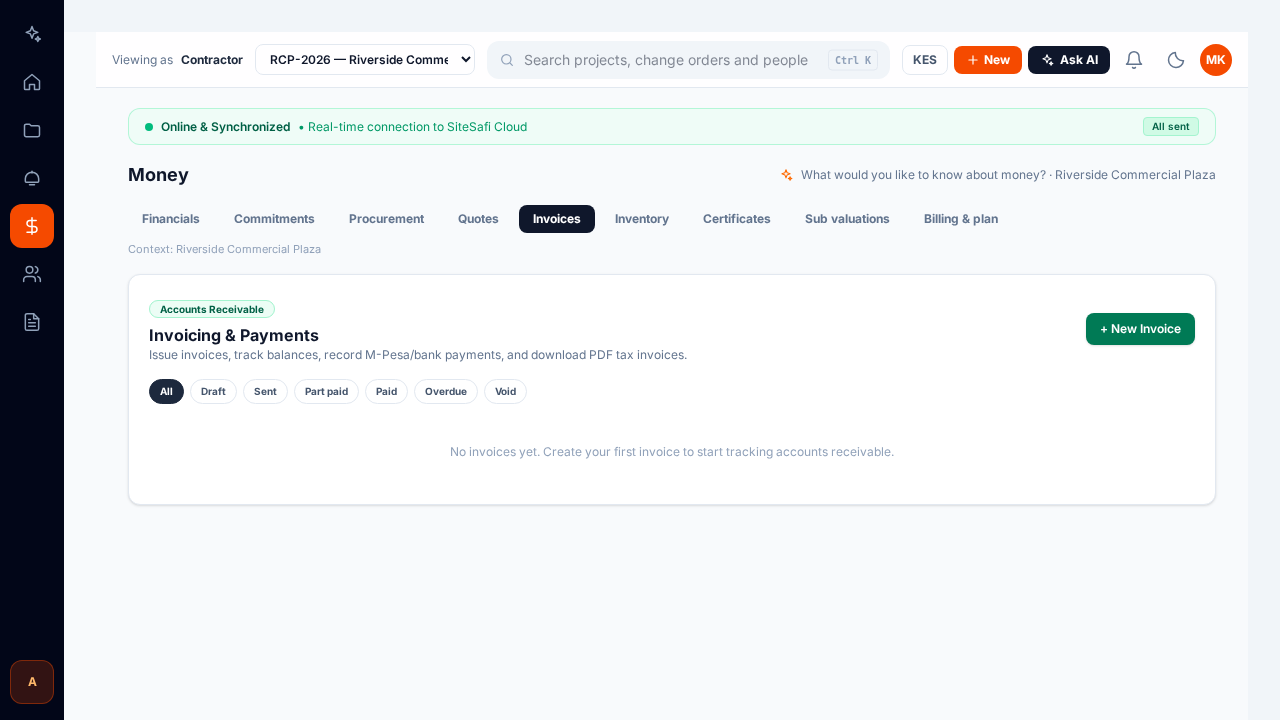 Viewing as Contractor RCP-2026 — Riverside Comme Search projects, change orders and people Ctrl K KES New Ask AI MK
Online & Synchronized • Real-time connection to SiteSafi Cloud All sent
Money What would you like to know about money? · Riverside Commercial Plaza
Financials Commitments Procurement Quotes Invoices Inventory Certificates Sub valuations Billing & plan
Context: Riverside Commercial Plaza
Accounts Receivable
Invoicing & Payments
+ New Invoice
Issue invoices, track balances, record M-Pesa/bank payments, and download PDF tax invoices.
All Draft Sent Part paid Paid Overdue Void
No invoices yet. Create your first invoice to start tracking accounts receivable.
A